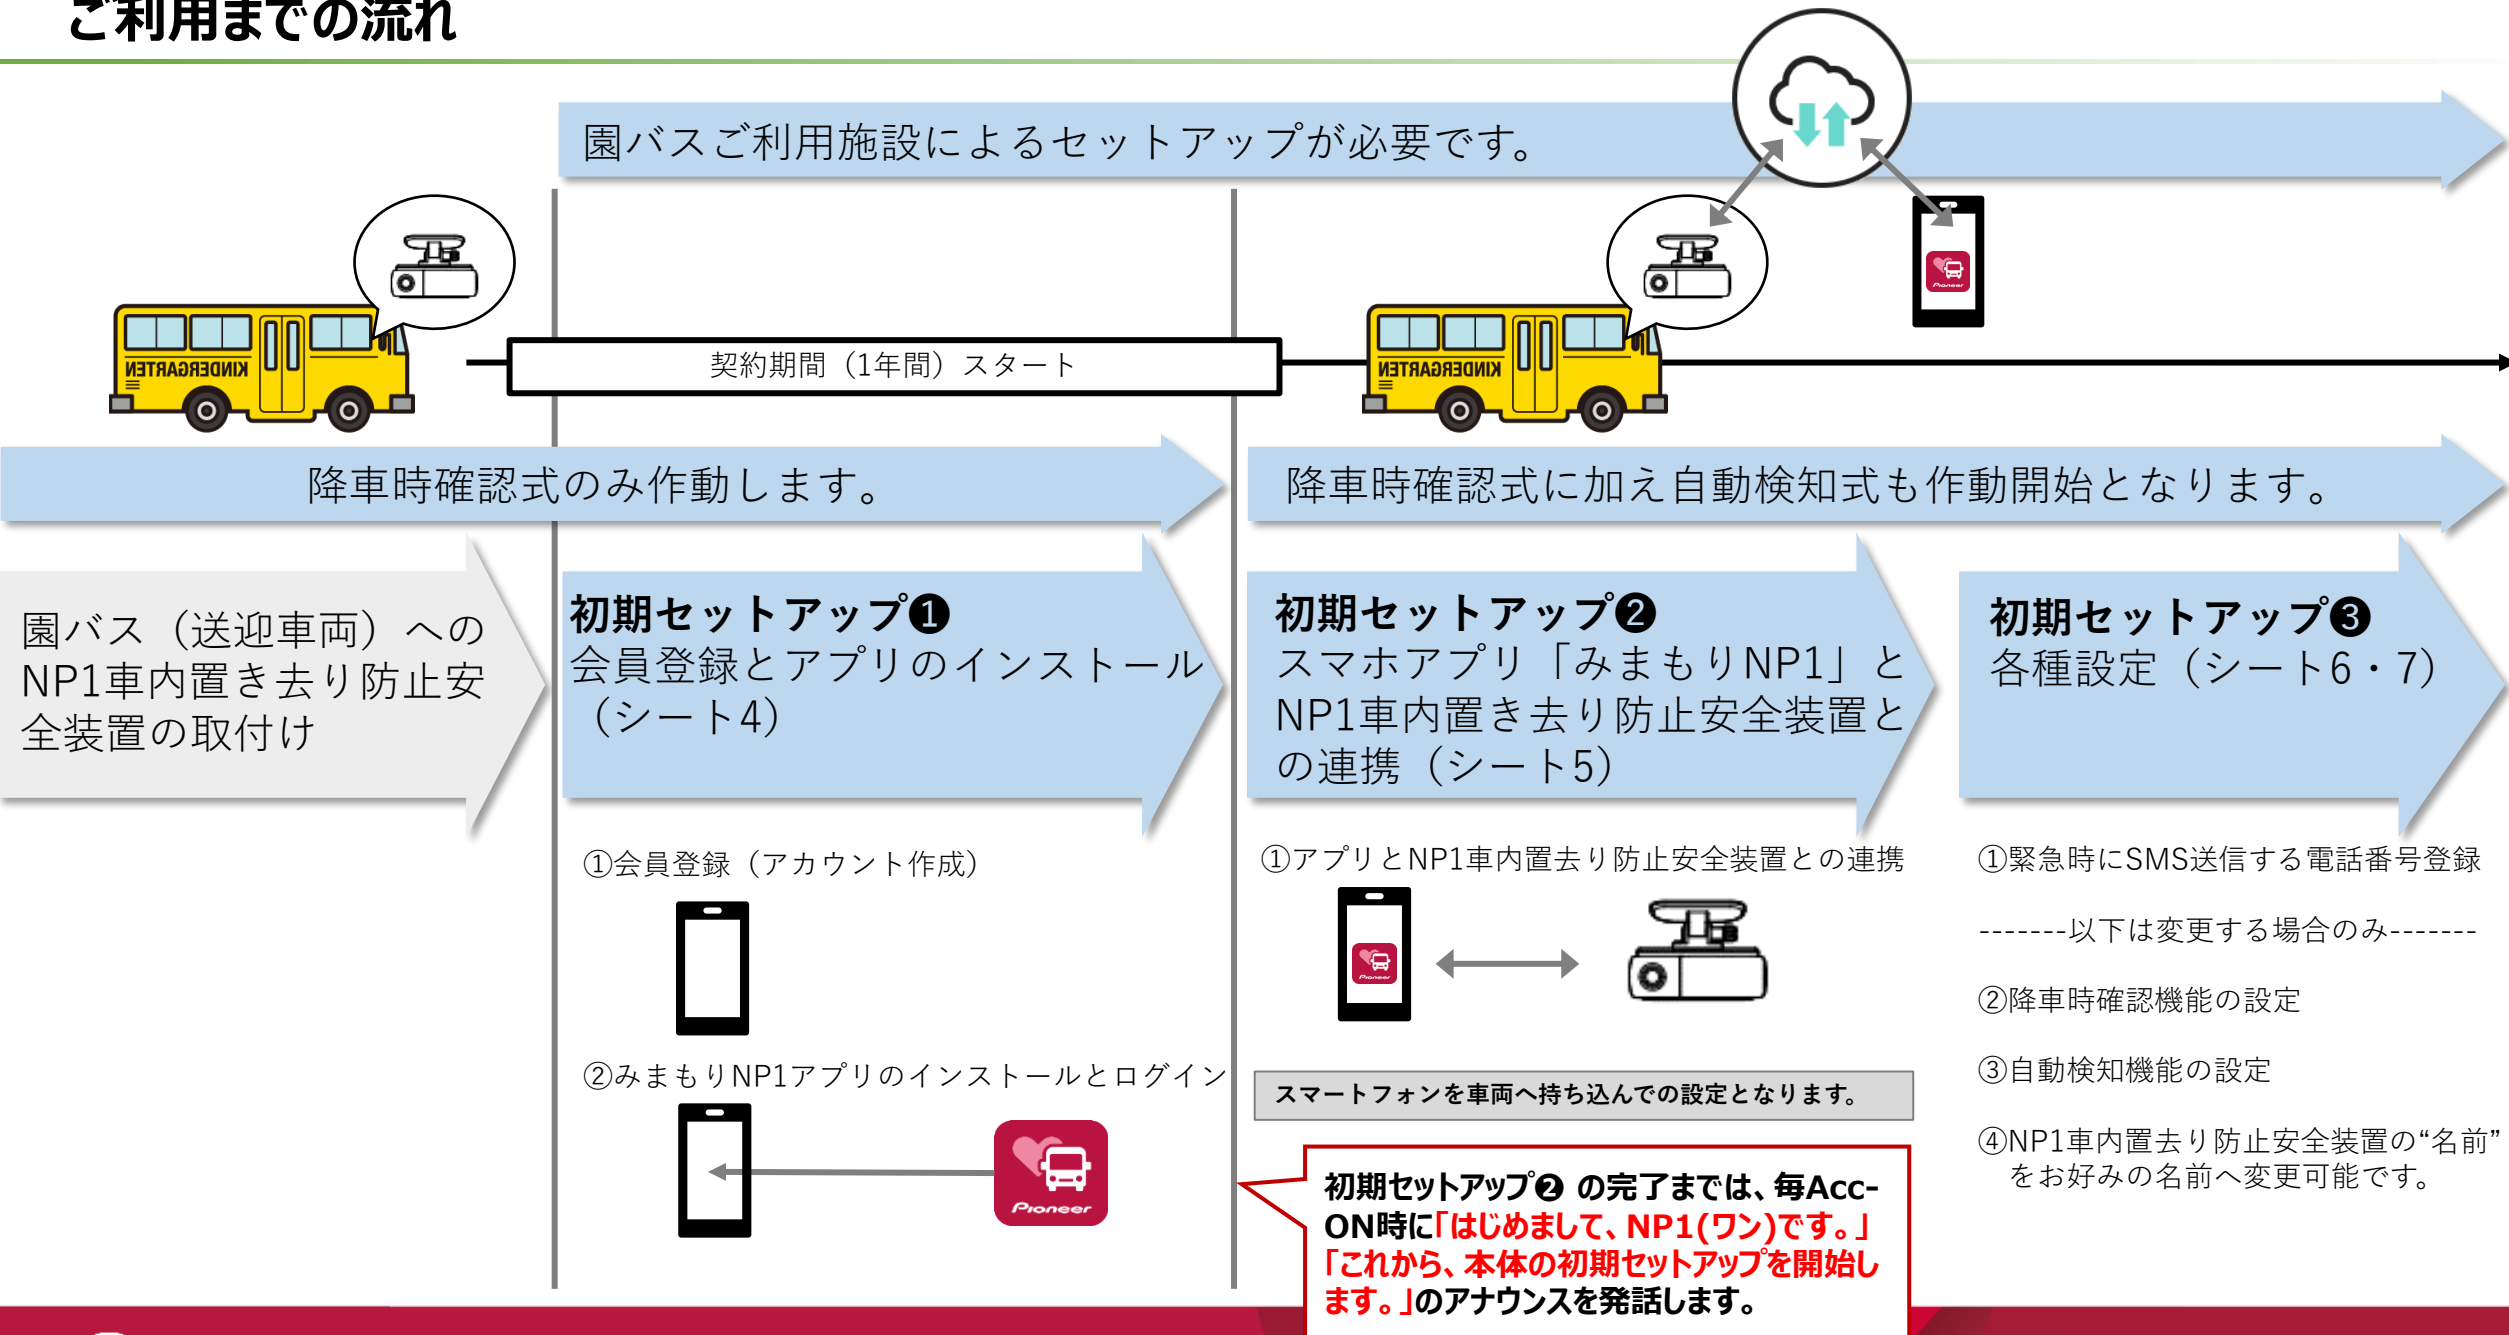 ご利用までの流れ
園バスご利用施設によるセットアップが必要です。
KINDERGARTEN
契約期間（1年間）スタート
KINDERGARTEN
Pioneer
降車時確認式のみ作動します。
降車時確認式に加え自動検知式も作動開始となります。
園バス（送迎車両）への
NP1車内置き去り防止安
全装置の取付け
初期セットアップ❶
会員登録とアプリのインストール
（シート4）
初期セットアップ❷
スマホアプリ「みまもりNP1」と
NP1車内置き去り防止安全装置と
の連携（シート5）
初期セットアップ❸
各種設定（シート6・7）
①会員登録（アカウント作成）
②みまもりNP1アプリのインストールとログイン
Pioneer
①アプリとNP1車内置去り防止安全装置との連携
Pioneer
スマートフォンを車両へ持ち込んでの設定となります。
初期セットアップ❷ の完了までは、毎Acc-
ON時に「はじめまして、NP1(ワン)です。」
「これから、本体の初期セットアップを開始し
ます。」のアナウンスを発話します。
①緊急時にSMS送信する電話番号登録
-------以下は変更する場合のみ-------
②降車時確認機能の設定
③自動検知機能の設定
④NP1車内置去り防止安全装置の“名前”
をお好みの名前へ変更可能です。